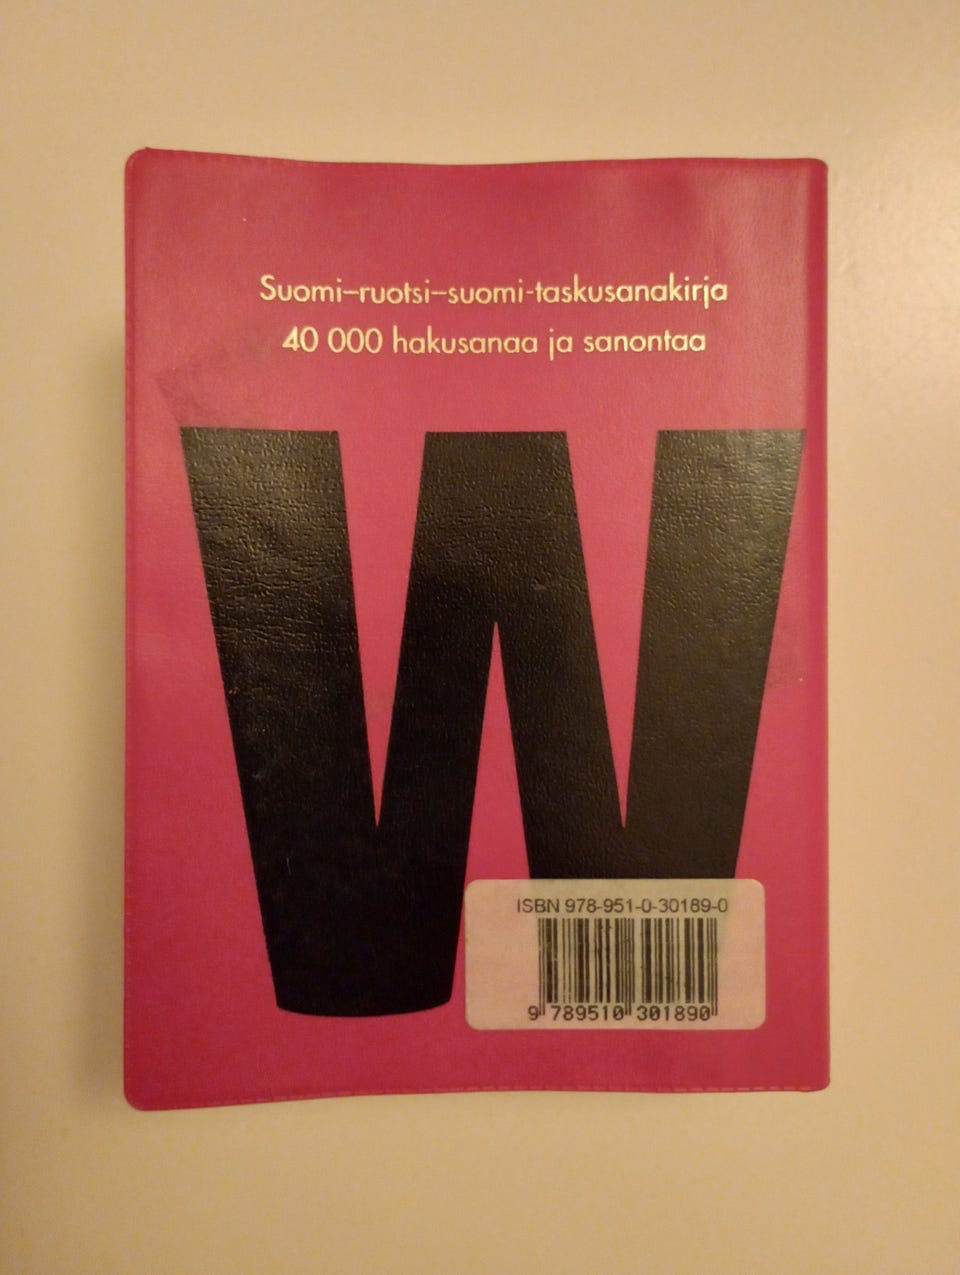 Suomi–ruotsi–suomi-taskusanakirja
40 000 hakusanaa ja sanontaa
W
ISBN 978-951-0-30189-0
9 789510 301890